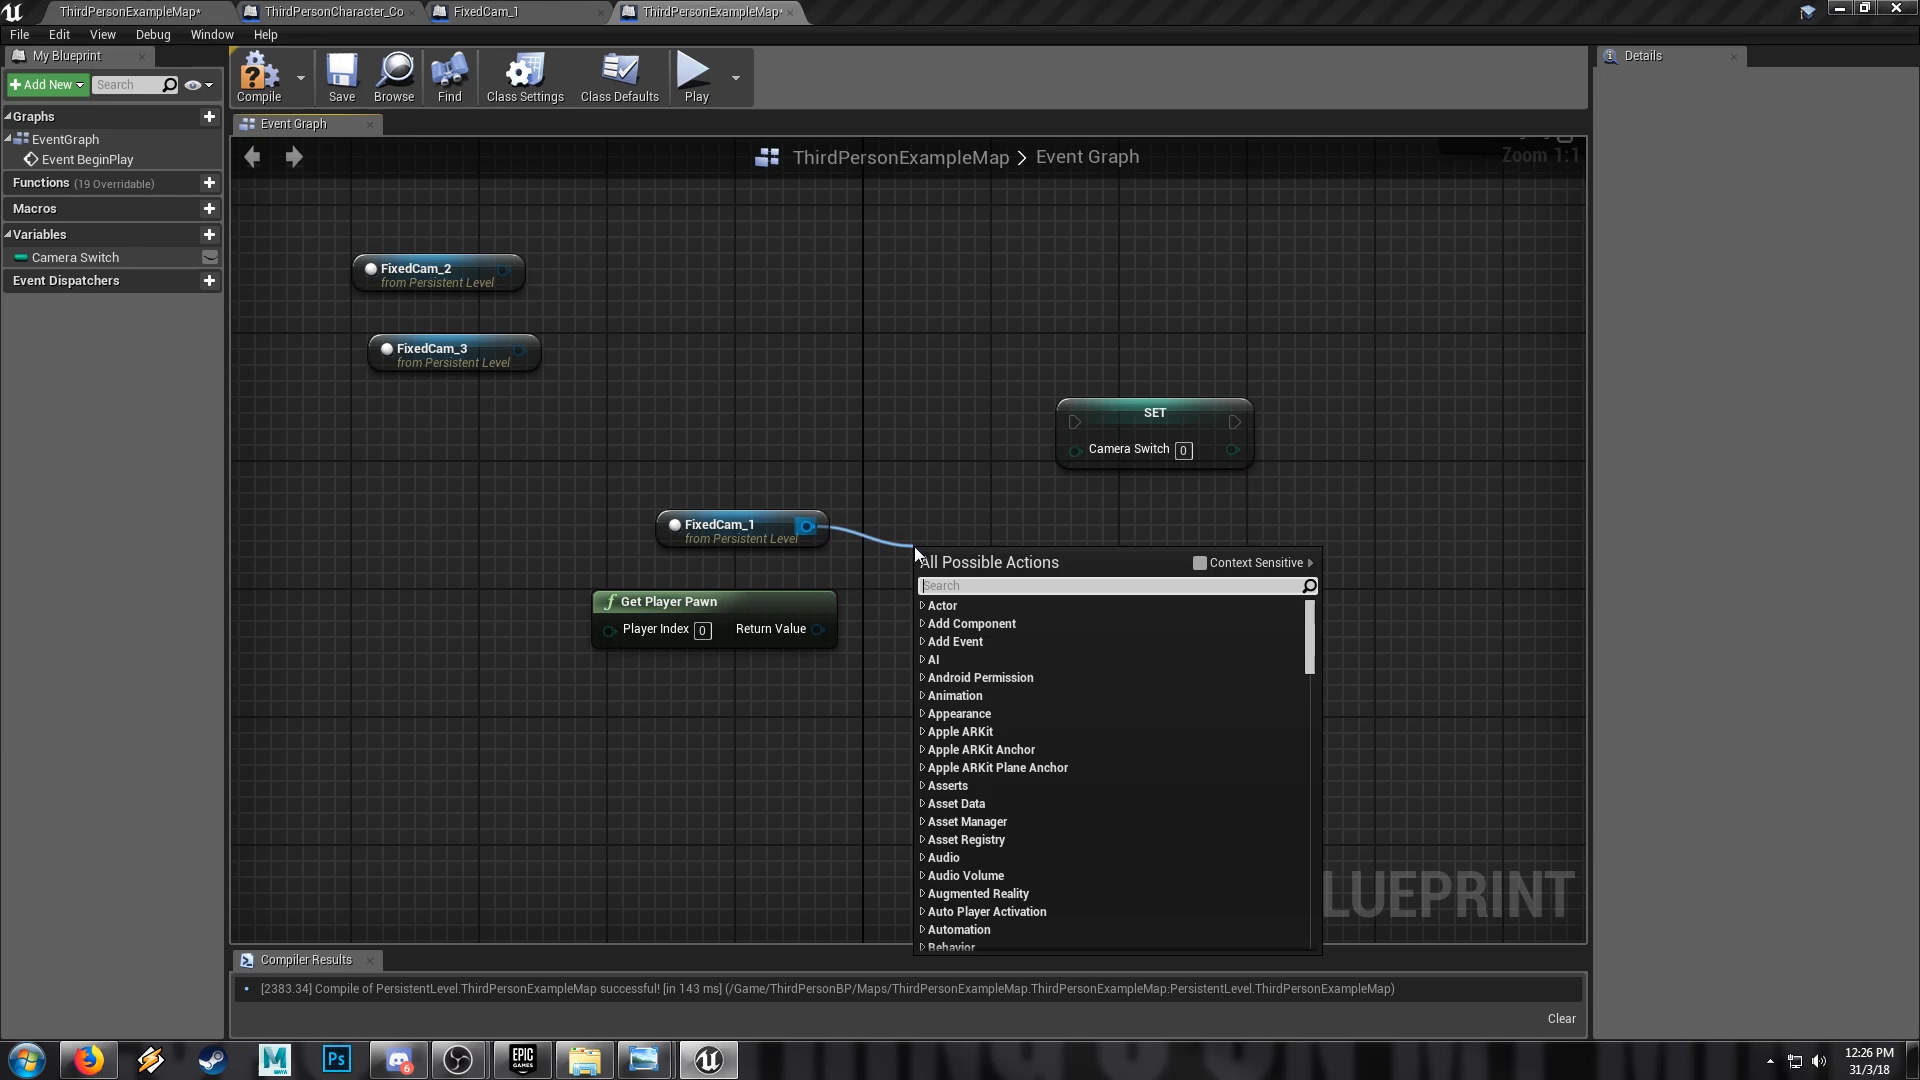 ThirdPersonExampleMap*
ThirdPersonCharacter_Co
FixedCam_1
ThirdPersonExampleMap*
File
Edit
View
Debug
Window
Help
My Blueprint
Add New
Search
Compile
Save
Browse
Find
Class Settings
Class Defaults
Play
Details
Graphs
EventGraph
Event BeginPlay
Functions (19 Overridable)
Macros
Variables
Camera Switch
Event Dispatchers
Event Graph
ThirdPersonExampleMap > Event Graph
Zoom 1:1
FixedCam_2
from Persistent Level
FixedCam_3
from Persistent Level
SET
Camera Switch 0
FixedCam_1
from Persistent Level
Get Player Pawn
Player Index 0 Return Value
All Possible Actions
Context Sensitive
Search
Actor
Add Component
Add Event
AI
Android Permission
Animation
Appearance
Apple ARKit
Apple ARKit Anchor
Apple ARKit Plane Anchor
Asserts
Asset Data
Asset Manager
Asset Registry
Audio
Audio Volume
Augmented Reality
Auto Player Activation
Automation
Behavior
LUEPRINT
Compiler Results
[2383.34] Compile of PersistentLevel.ThirdPersonExampleMap successful! [in 143 ms] (/Game/ThirdPersonBP/Maps/ThirdPersonExampleMap.ThirdPersonExampleMap:PersistentLevel.ThirdPersonExampleMap)
Clear
MAYA
Ps
6
EPIC
GAMES
12:26 PM
31/3/18